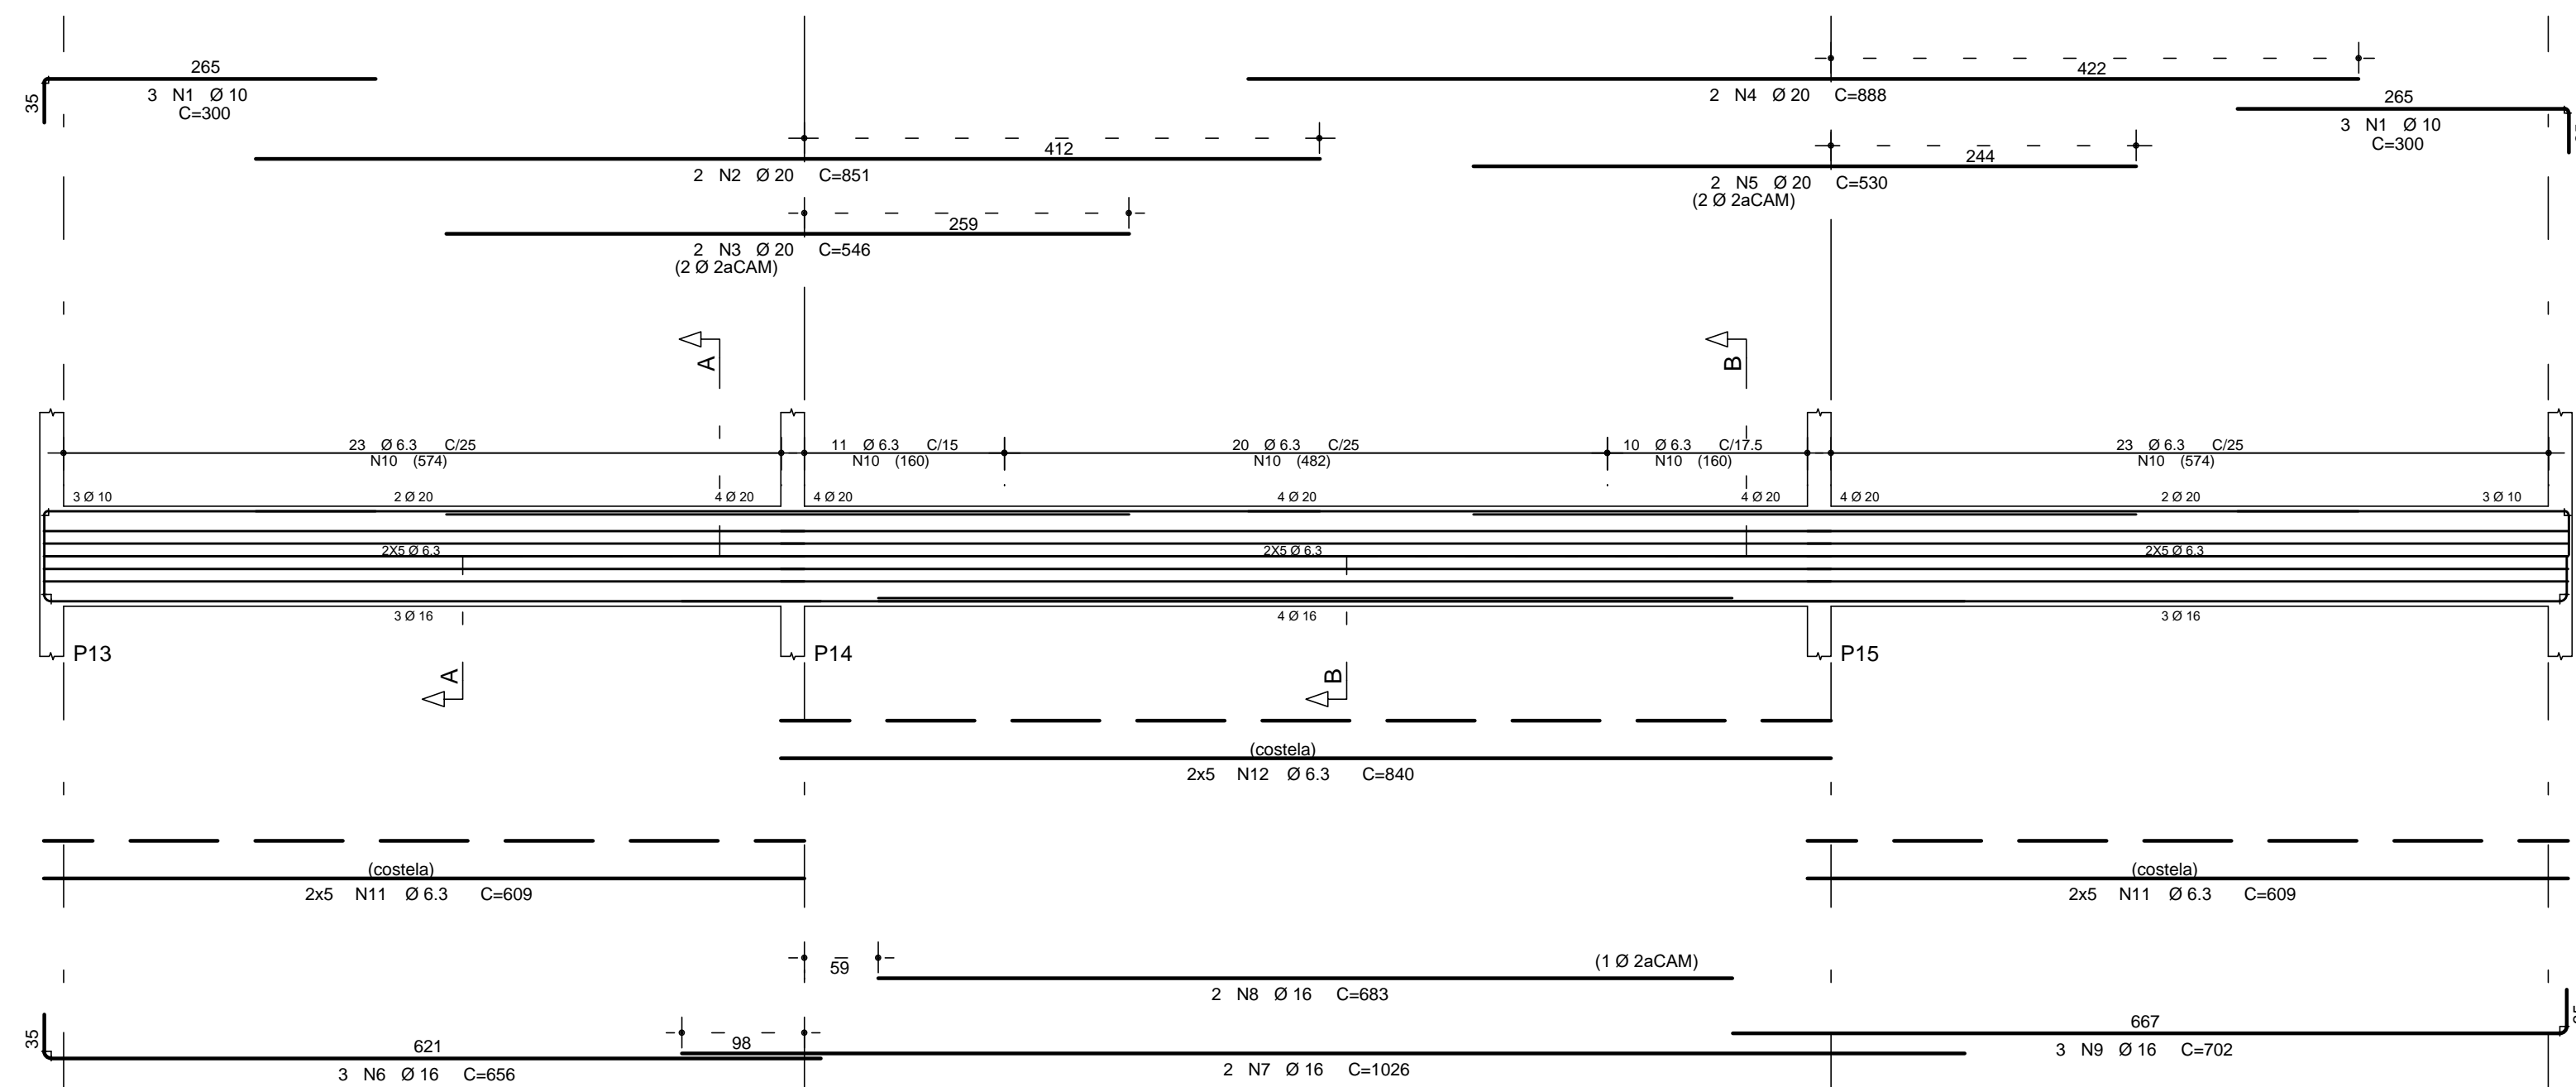 265
35
3 N1 Ø 10
C=300
422
2 N4 Ø 20 C=888
265
3 N1 Ø 10
C=300
412
2 N2 Ø 20 C=851
244
2 N5 Ø 20 C=530
(2 Ø 2aCAM)
259
2 N3 Ø 20 C=546
(2 Ø 2aCAM)
A
B
23 Ø 6.3 C/25
N10 (574)
11 Ø 6.3 C/15
N10 (160)
20 Ø 6.3 C/25
N10 (482)
10 Ø 6.3 C/17.5
N10 (160)
23 Ø 6.3 C/25
N10 (574)
3 Ø 10
2 Ø 20
4 Ø 20
4 Ø 20
4 Ø 20
4 Ø 20
4 Ø 20
2 Ø 20
3 Ø 10
2X5 Ø 6.3
2X5 Ø 6.3
2X5 Ø 6.3
3 Ø 16
4 Ø 16
3 Ø 16
P13
P14
P15
A
B
(costela)
2x5 N12 Ø 6.3 C=840
(costela)
2x5 N11 Ø 6.3 C=609
(costela)
2x5 N11 Ø 6.3 C=609
59
(1 Ø 2aCAM)
2 N8 Ø 16 C=683
35
621
3 N6 Ø 16 C=656
98
2 N7 Ø 16 C=1026
667
3 N9 Ø 16 C=702